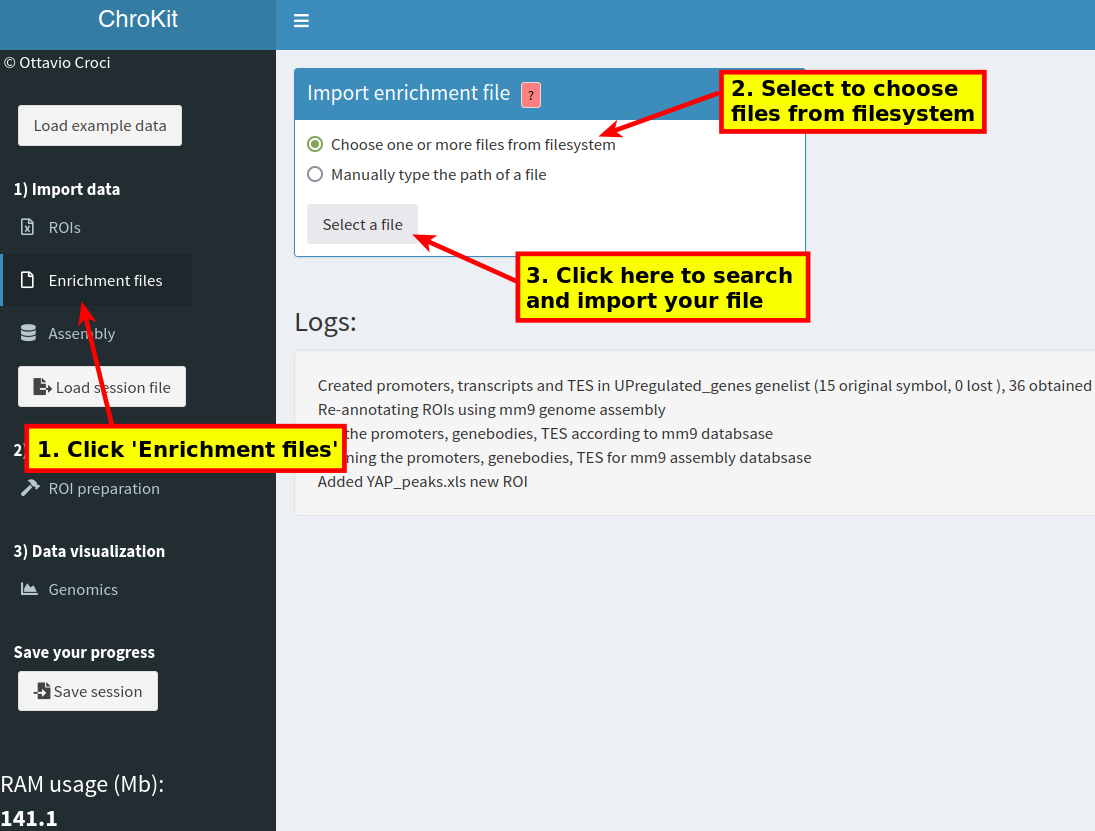 ChroKit
© Ottavio Croci
Load example data
1) Import data
ROIs
Enrichment files
Assembly
Load session file
1. Click 'Enrichment files'
2)
ROI preparation
3) Data visualization
Genomics
Save your progress
Save session
RAM usage (Mb):
141.1
Import enrichment file ?
2. Select to choose
files from filesystem
Choose one or more files from filesystem
Manually type the path of a file
Select a file
3. Click here to search
and import your file
Logs:
Created promoters, transcripts and TES in UPregulated_genes genelist (15 original symbol, 0 lost ), 36 obtained
Re-annotating ROIs using mm9 genome assembly
the promoters, genebodies, TES according to mm9 databsase
the promoters, genebodies, TES for mm9 assembly databsase
Added YAP_peaks.xls new ROI